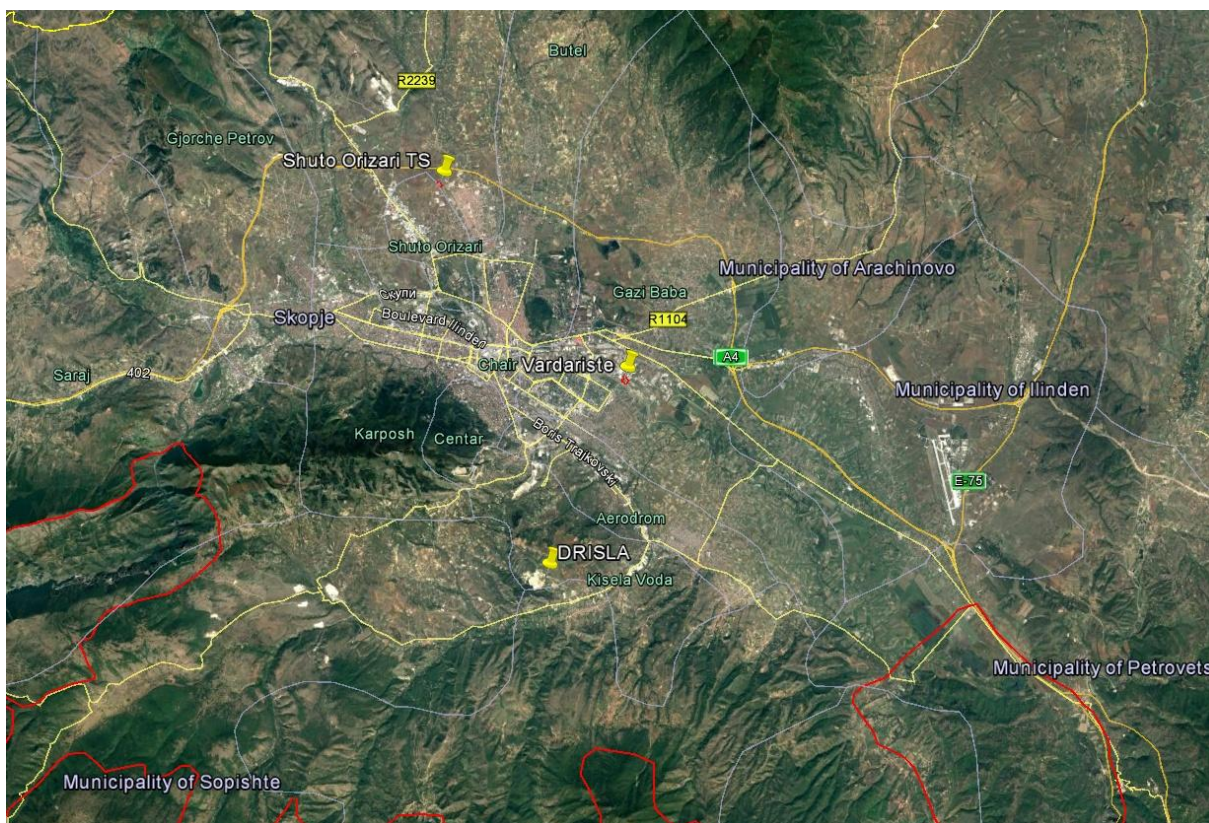 Butel
R2239
Gjorche Petrov
Shuto Orizari TS
Shuto Orizari
Municipality of Arachinovo
Скупи
Gazi Baba
Skopje
Boulevard Ilinden
R1104
Chair
Vardariste
A4
Saraj
402
Municipality of Ilinden
Karposh
Centar
Boris Trajkovski
E-75
Aerodrom
DRISLA
Kisela Voda
Municipality of Petrovets
Municipality of Sopishte